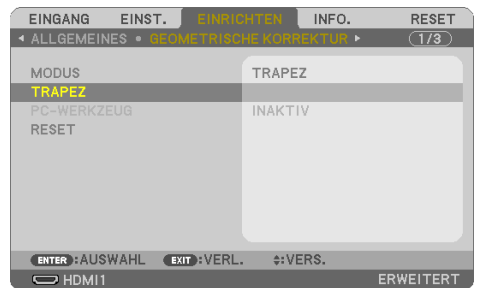 EINGANG EINST. EINRICHTEN INFO. RESET
ALLGEMEINES • GEOMETRISCHE KORREKTUR 1/3
MODUS TRAPEZ
TRAPEZ
PC-WERKZEUG INAKTIV
RESET
ENTER :AUSWAHL EXIT :VERL. :VERS.
HDMI1 ERWEITERT